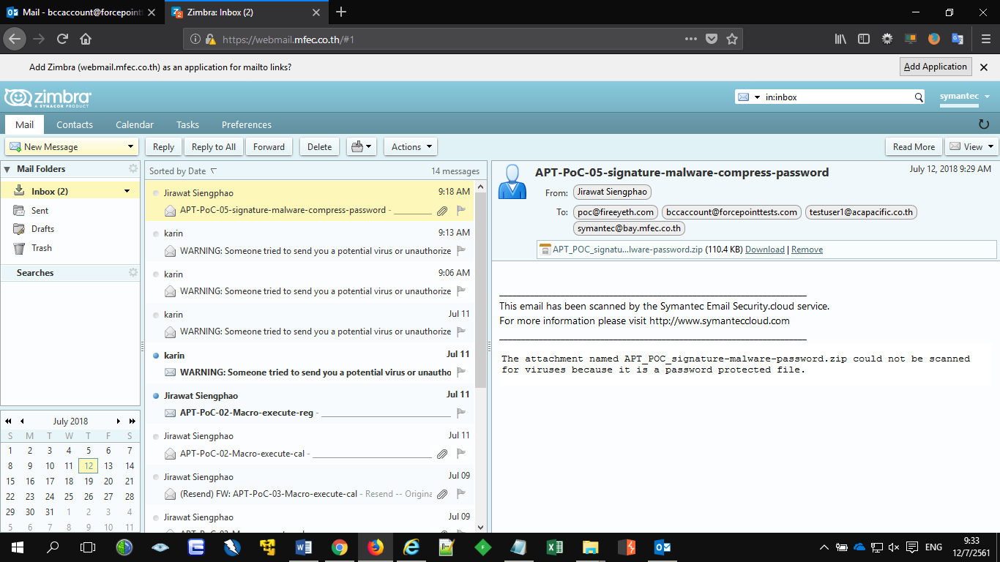 Mail - bccaccount@forcepoint
Zimbra: Inbox (2)
https://webmail.mfec.co.th/#1
Add Zimbra (webmail.mfec.co.th) as an application for mailto links?
Add Application
zimbra
A SYNACOR PRODUCT
in:inbox
symantec
Mail Contacts Calendar Tasks Preferences
New Message
Reply Reply to All Forward Delete Actions
Read More View
Mail Folders
Inbox (2)
Sent
Drafts
Trash
Searches
July 2018
S M T W T F S
1 2 3 4 5 6 7
8 9 10 11 12 13 14
15 16 17 18 19 20 21
22 23 24 25 26 27 28
29 30 31 1 2 3 4
5 6 7 8 9 10 11
Sorted by Date 14 messages
Jirawat Siengphao 9:18 AM
APT-PoC-05-signature-malware-compress-password - ________
karin 9:13 AM
WARNING: Someone tried to send you a potential virus or unauthorize
karin 9:06 AM
WARNING: Someone tried to send you a potential virus or unauthorize
karin Jul 11
WARNING: Someone tried to send you a potential virus or unauthorize
karin Jul 11
WARNING: Someone tried to send you a potential virus or unautho
Jirawat Siengphao Jul 11
APT-PoC-02-Macro-execute-reg - ________
Jirawat Siengphao Jul 11
APT-PoC-02-Macro-execute-cal - ________
Jirawat Siengphao Jul 09
(Resend) FW: APT-PoC-03-Macro-execute-cal - Resend -- Origina
Jirawat Siengphao Jul 09
APT-PoC-05-signature-malware-compress-password
July 12, 2018 9:29 AM
From: Jirawat Siengphao
To: poc@fireeyeth.com bccaccount@forcepointtests.com testuser1@acapacific.co.th
symantec@bay.mfec.co.th
APT_POC_signatu...lware-password.zip (110.4 KB) Download | Remove
This email has been scanned by the Symantec Email Security.cloud service.
For more information please visit http://www.symanteccloud.com
The attachment named APT_POC_signature-malware-password.zip could not be scanned
for viruses because it is a password protected file.
ENG
9:33
12/7/2561